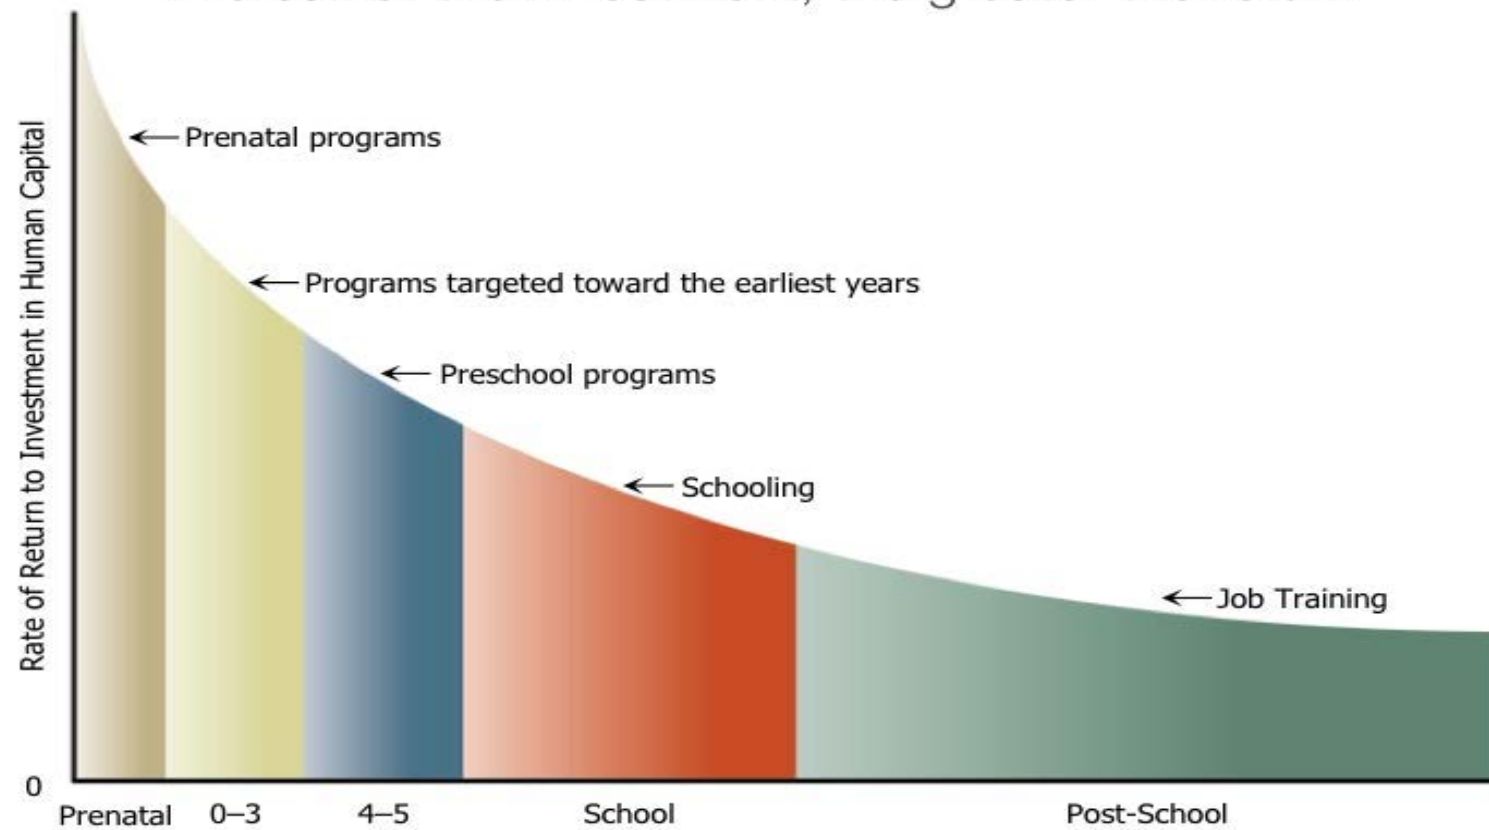 Rate of Return to Investment in Human Capital
Prenatal programs
Programs targeted toward the earliest years
Preschool programs
Schooling
Job Training
0
Prenatal 0–3 4–5 School Post-School